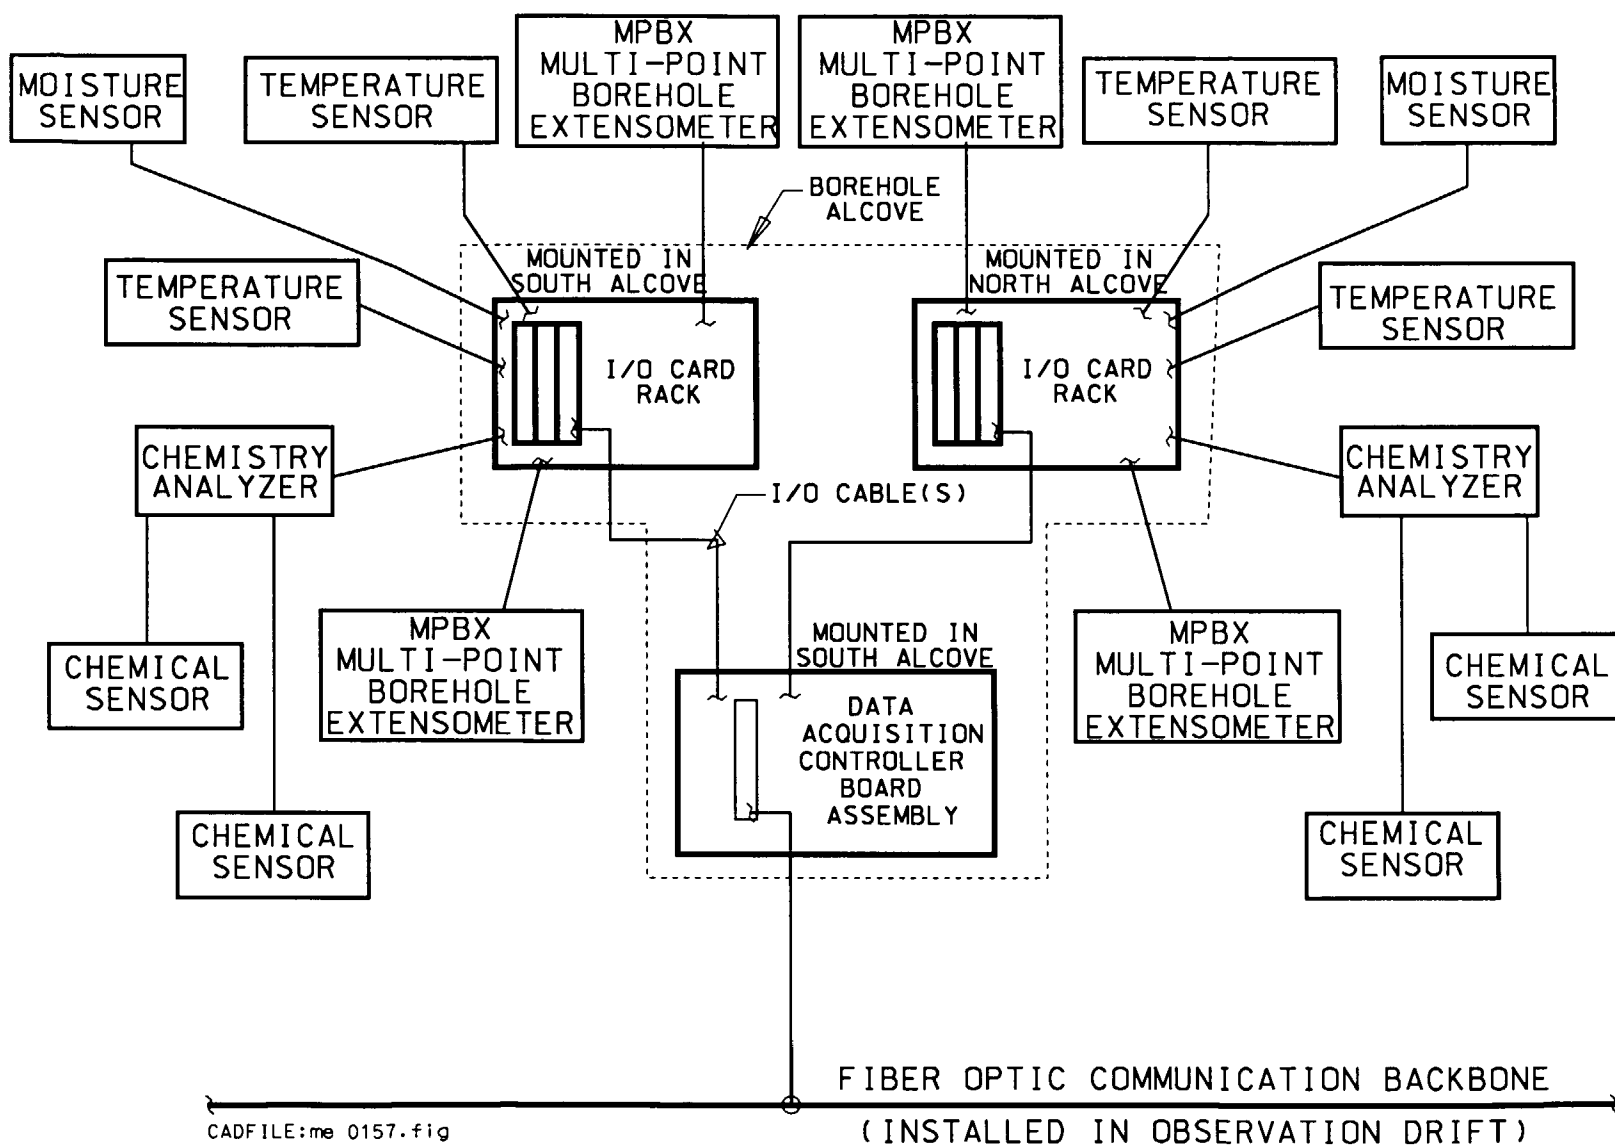 MOISTURE
SENSOR
TEMPERATURE
SENSOR
MPBX
MULTI-POINT
BOREHOLE
EXTENSOMETER
MPBX
MULTI-POINT
BOREHOLE
EXTENSOMETER
TEMPERATURE
SENSOR
MOISTURE
SENSOR
BOREHOLE
ALCOVE
MOUNTED IN
SOUTH ALCOVE
MOUNTED IN
NORTH ALCOVE
TEMPERATURE
SENSOR
I/O CARD
RACK
I/O CARD
RACK
TEMPERATURE
SENSOR
CHEMISTRY
ANALYZER
I/O CABLE(S)
CHEMISTRY
ANALYZER
CHEMICAL
SENSOR
MPBX
MULTI-POINT
BOREHOLE
EXTENSOMETER
MOUNTED IN
SOUTH ALCOVE
DATA
ACQUISITION
CONTROLLER
BOARD
ASSEMBLY
MPBX
MULTI-POINT
BOREHOLE
EXTENSOMETER
CHEMICAL
SENSOR
CHEMICAL
SENSOR
CHEMICAL
SENSOR
FIBER OPTIC COMMUNICATION BACKBONE
(INSTALLED IN OBSERVATION DRIFT)
CADFILE:me 0157.fig